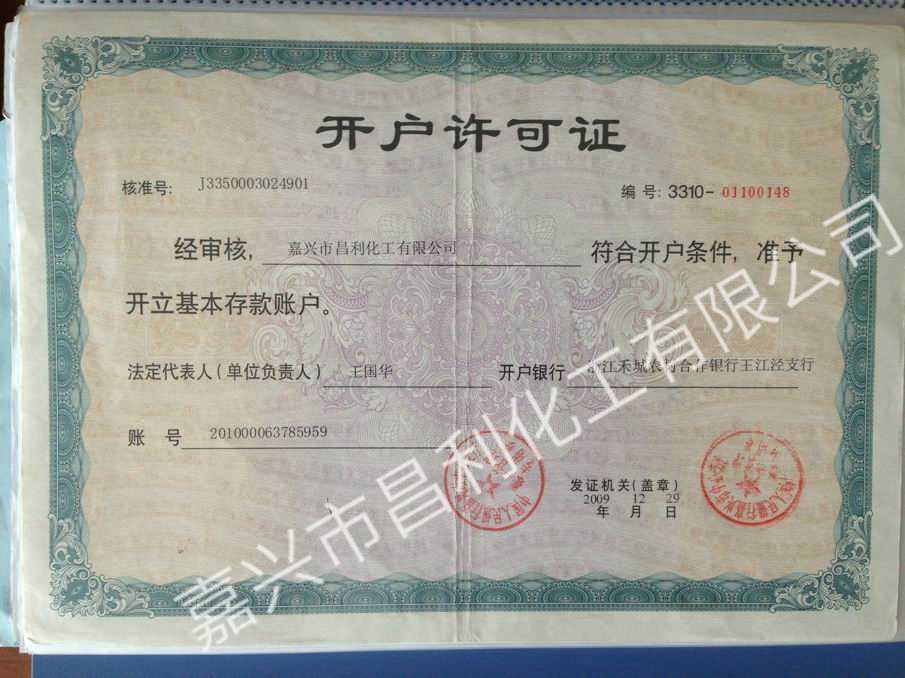 开户许可证
核准号: J3350003024901 编号: 3310-01100148
经审核, 嘉兴市昌利化工有限公司 符合开户条件, 准予
开立基本存款账户。
法定代表人(单位负责人) 王国华 开户银行 浙江禾城农村合作银行王江泾支行
账 号 201000063785959
发证机关(盖章)
2009 12 29
年 月 日
嘉兴市昌利化工有限公司